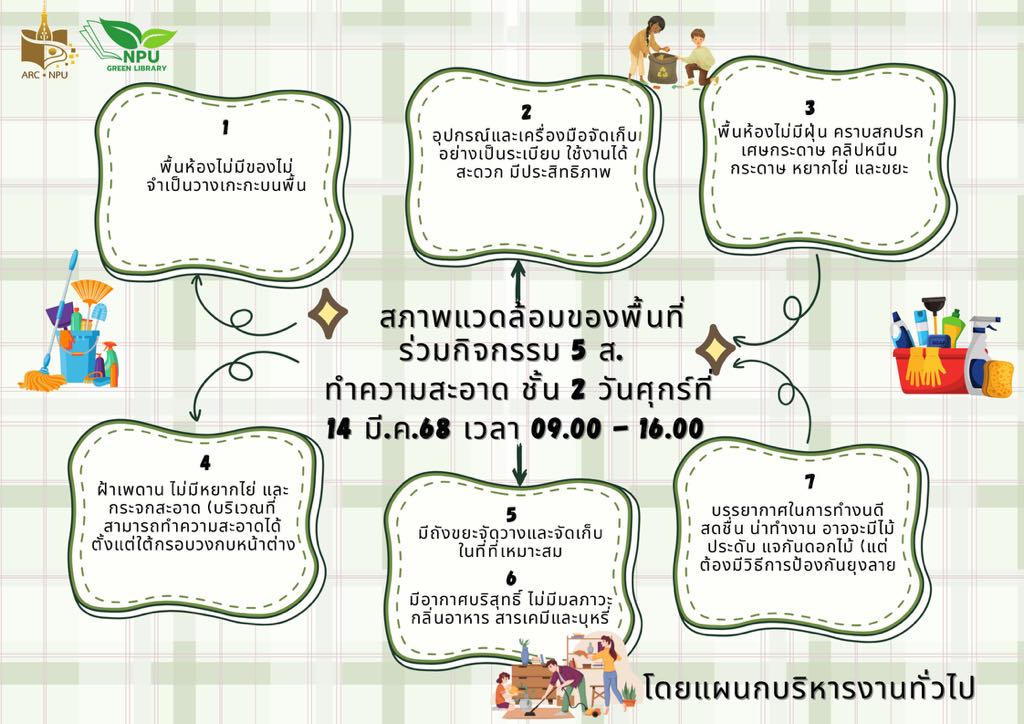 ARC • NPU
NPU
GREEN LIBRARY
1
พื้นห้องไม่มีของไม่
จำเป็นวางเกะกะบนพื้น
2
อุปกรณ์และเครื่องมือจัดเก็บ
อย่างเป็นระเบียบ ใช้งานได้
สะดวก มีประสิทธิภาพ
3
พื้นห้องไม่มีฝุ่น คราบสกปรก
เศษกระดาษ คลิปหนีบ
กระดาษ หยากไย่ และขยะ
สภาพแวดล้อมของพื้นที่
ร่วมกิจกรรม 5 ส.
ทำความสะอาด ชั้น 2 วันศุกร์ที่
14 มี.ค.68 เวลา 09.00 – 16.00
4
ฝ้าเพดาน ไม่มีหยากไย่ และ
กระจกสะอาด (บริเวณที่
สามารถทำความสะอาดได้
ตั้งแต่ใต้กรอบวงกบหน้าต่าง
5
มีถังขยะจัดวางและจัดเก็บ
ในที่ที่เหมาะสม
6
มีอากาศบริสุทธิ์ ไม่มีมลภาวะ
กลิ่นอาหาร สารเคมีและบุหรี่
7
บรรยากาศในการทำงนดี
สดชื่น น่าทำงาน อาจจะมีไม้
ประดับ แจกันดอกไม้ (แต่
ต้องมีวิธีการป้องกันยุงลาย
โดยแผนกบริหารงานทั่วไป